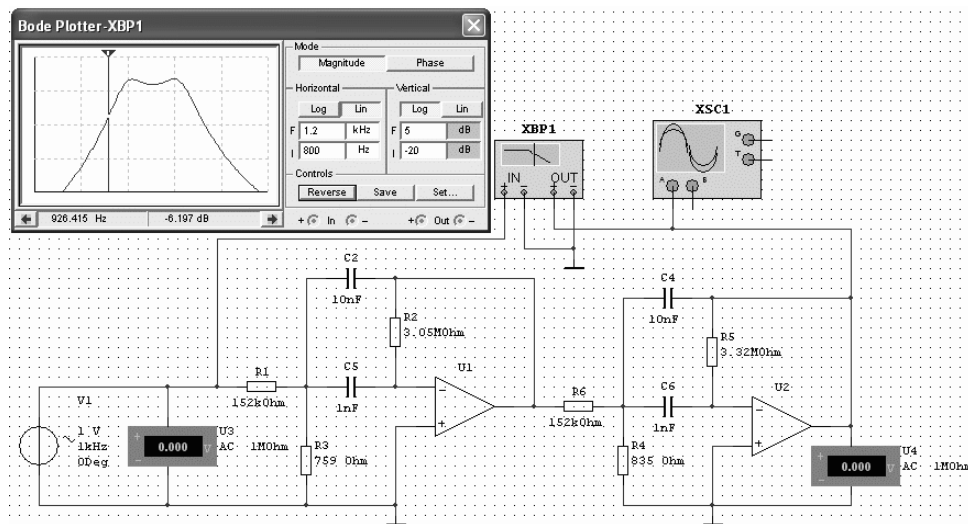 Bode Plotter-XBP1
Mode
Magnitude Phase
Horizontal Vertical
Log Lin Log Lin
F 1.2 kHz F 5 dB
I 800 Hz I -20 dB
Controls
Reverse Save Set...
926.415 Hz -6.197 dB
+ In - + Out -
XBP1
IN OUT
+ - + -
XSC1
G
T
A B
C2
10nF
R2
3.05MOhm
C5
1nF
U1
R1
152kOhm
R3
759 Ohm
V1
1 V
1kHz
0Deg
+ 0.000 V
-
U3
AC 1MOhm
C4
10nF
R5
3.32MOhm
C6
1nF
U2
R6
152kOhm
R4
835 Ohm
+ 0.000 V
-
U4
AC 1MOhm